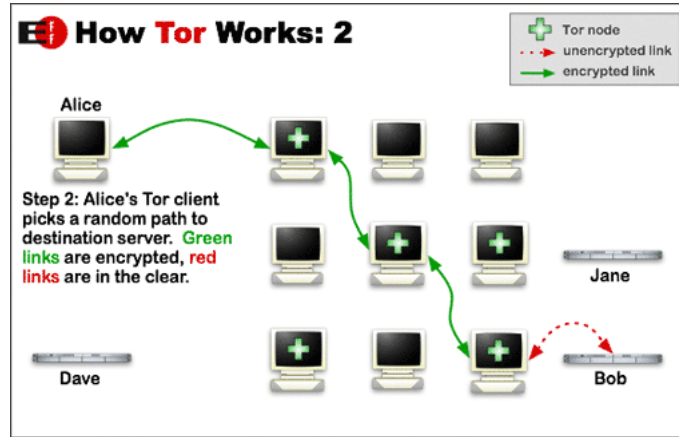 EFF How Tor Works: 2
Tor node
unencrypted link
encrypted link
Alice
Step 2: Alice's Tor client
picks a random path to
destination server. Green
links are encrypted, red
links are in the clear.
Jane
Dave
Bob